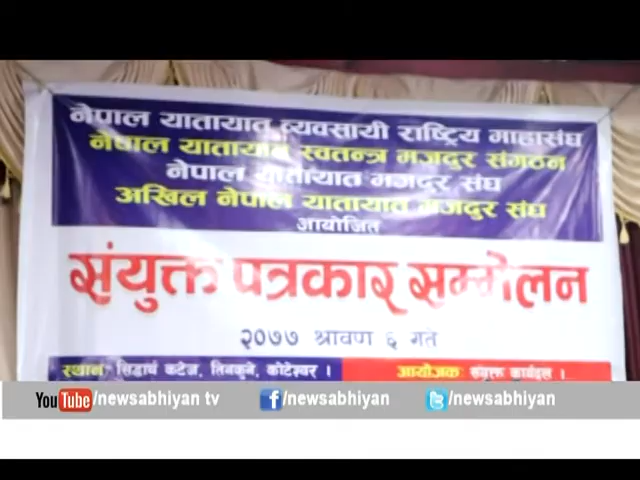 नेपाल यातायात व्यवसायी राष्ट्रिय माहासंघ
नेपाल यातायात स्वतन्त्र मजदुर संगठन
नेपाल यातायात मजदुर संघ
अखिल नेपाल यातायात मजदुर संघ
आयोजित
संयुक्त पत्रकार सम्मेलन
२०७७ श्रावण ६ गते
स्थानः सिद्धार्थ कटेज, तिनकुने, कोटेश्वर ।
आयोजक संयुक्त कार्यदल ।
YouTube/newsabhiyan tv f/newsabhiyan /newsabhiyan